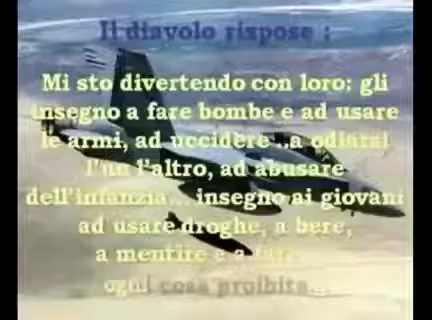 Il diavolo rispose :
Mi sto divertendo con loro: gli
insegno a fare bombe e ad usare
le armi, ad uccidere ..a odiarsi
l'un l'altro, ad abusare
dell'infanzia... insegno ai giovani
ad usare droghe, a bere,
a mentire e a fare
ogni cosa proibita...